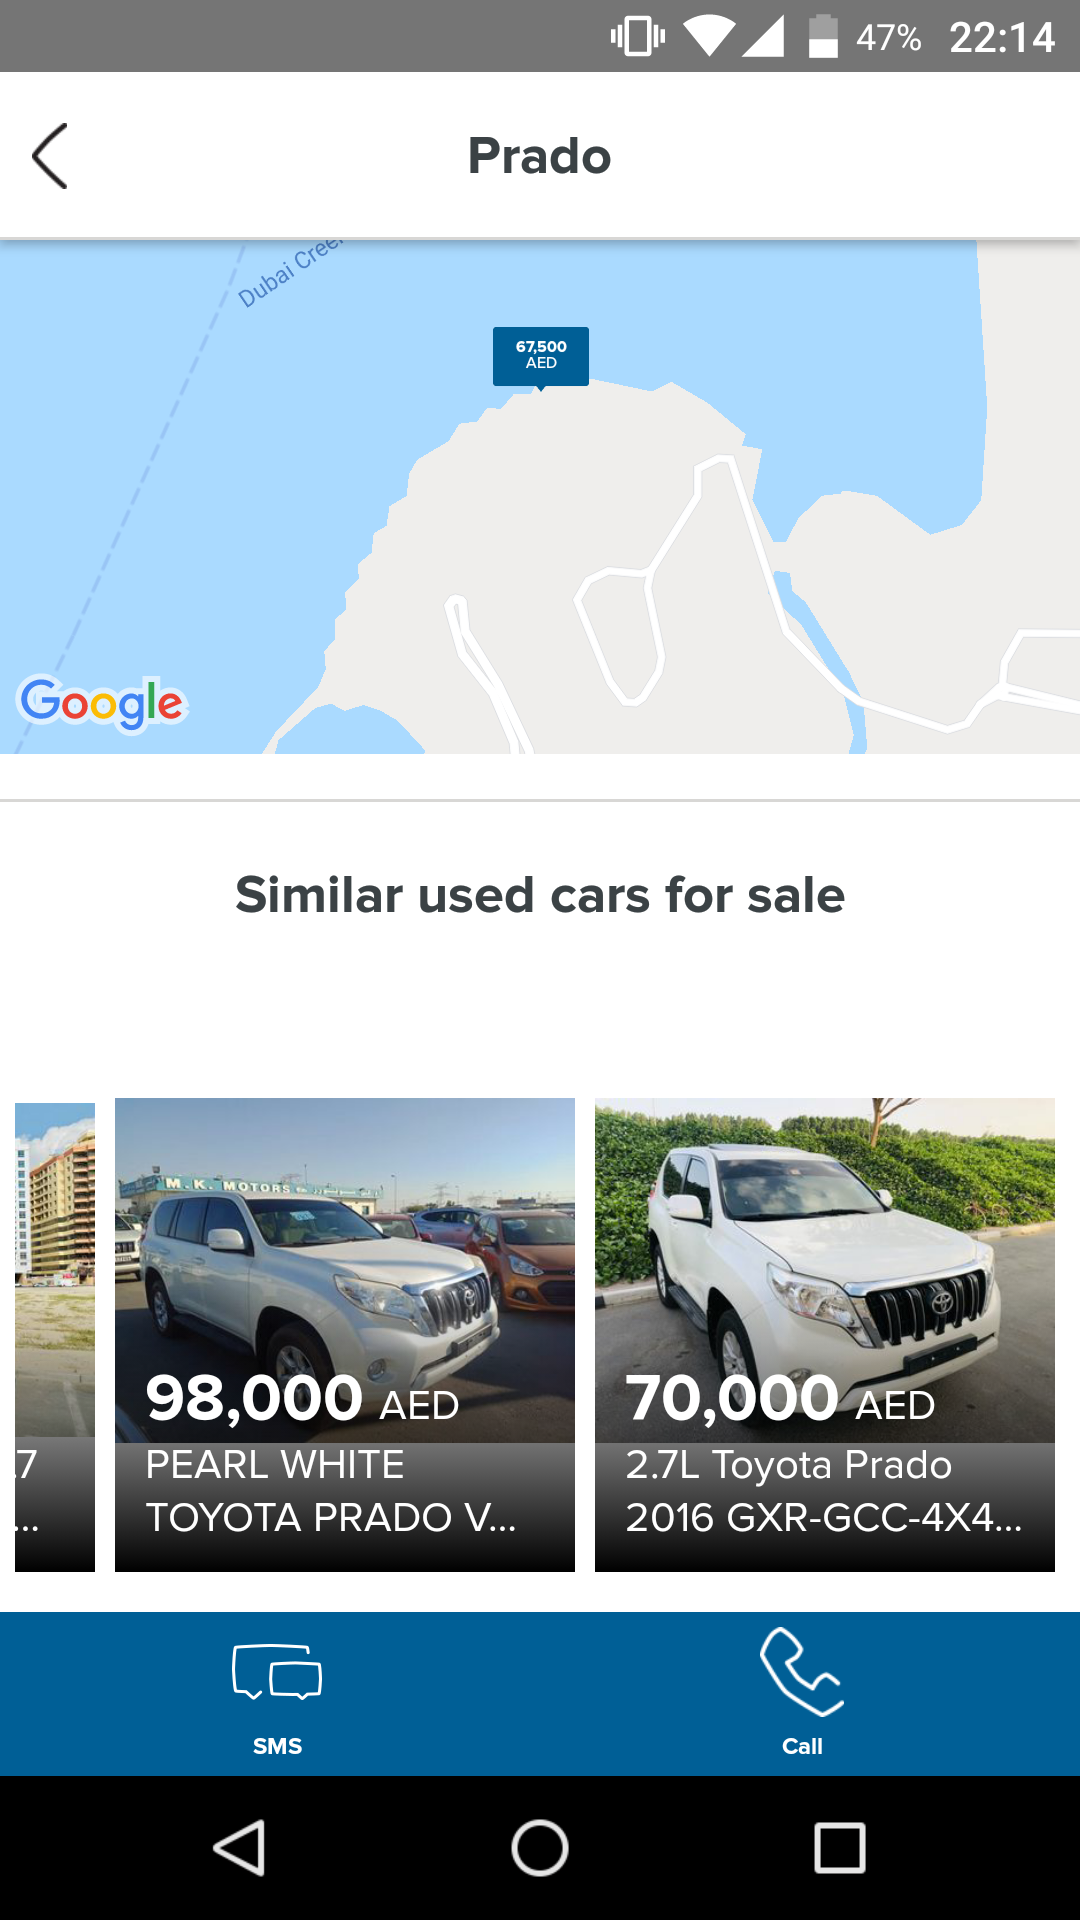 47% 22:14
Prado
Dubai Creek
67,500
AED
Google
Similar used cars for sale
M.K. MOTORS
.7
...
98,000 AED
PEARL WHITE
TOYOTA PRADO V...
70,000 AED
2.7L Toyota Prado
2016 GXR-GCC-4X4...
SMS
Call